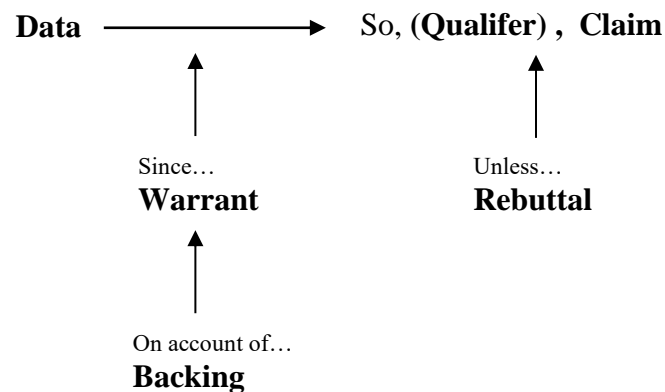 Data So, (Qualifer) , Claim
Since… Unless…
Warrant Rebuttal
On account of…
Backing